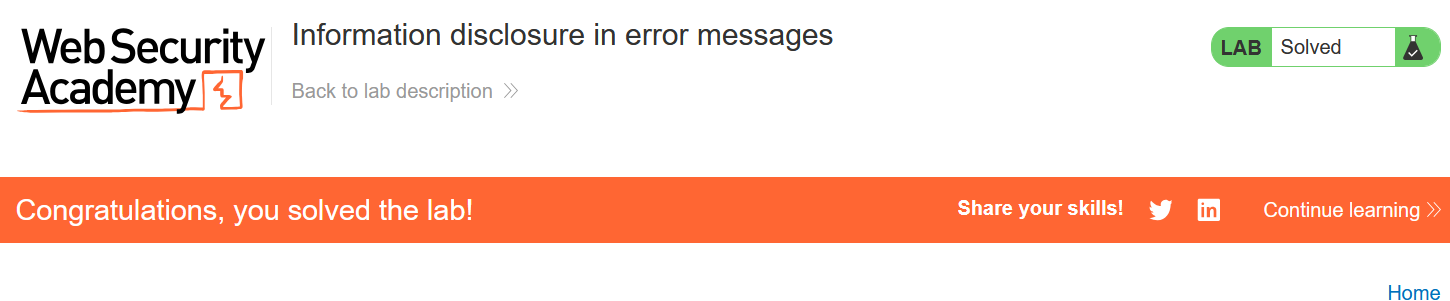 Web Security
Academy
Information disclosure in error messages
Back to lab description
LAB Solved
Congratulations, you solved the lab!
Share your skills!
Continue learning
Home